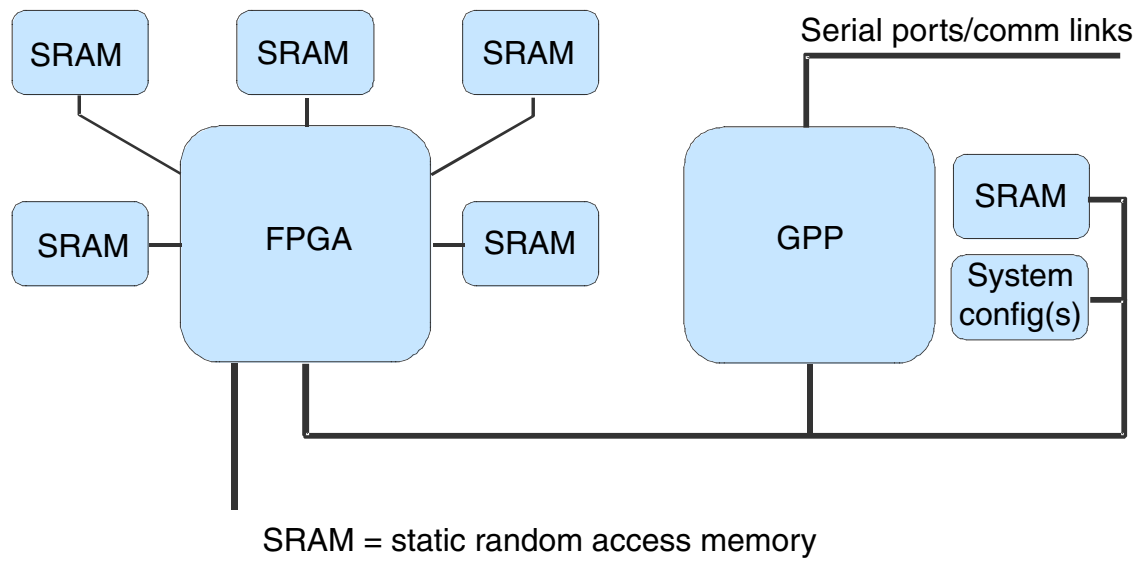 Serial ports/comm links
SRAM
SRAM
SRAM
SRAM
FPGA
SRAM
GPP
SRAM
System
config(s)
SRAM = static random access memory